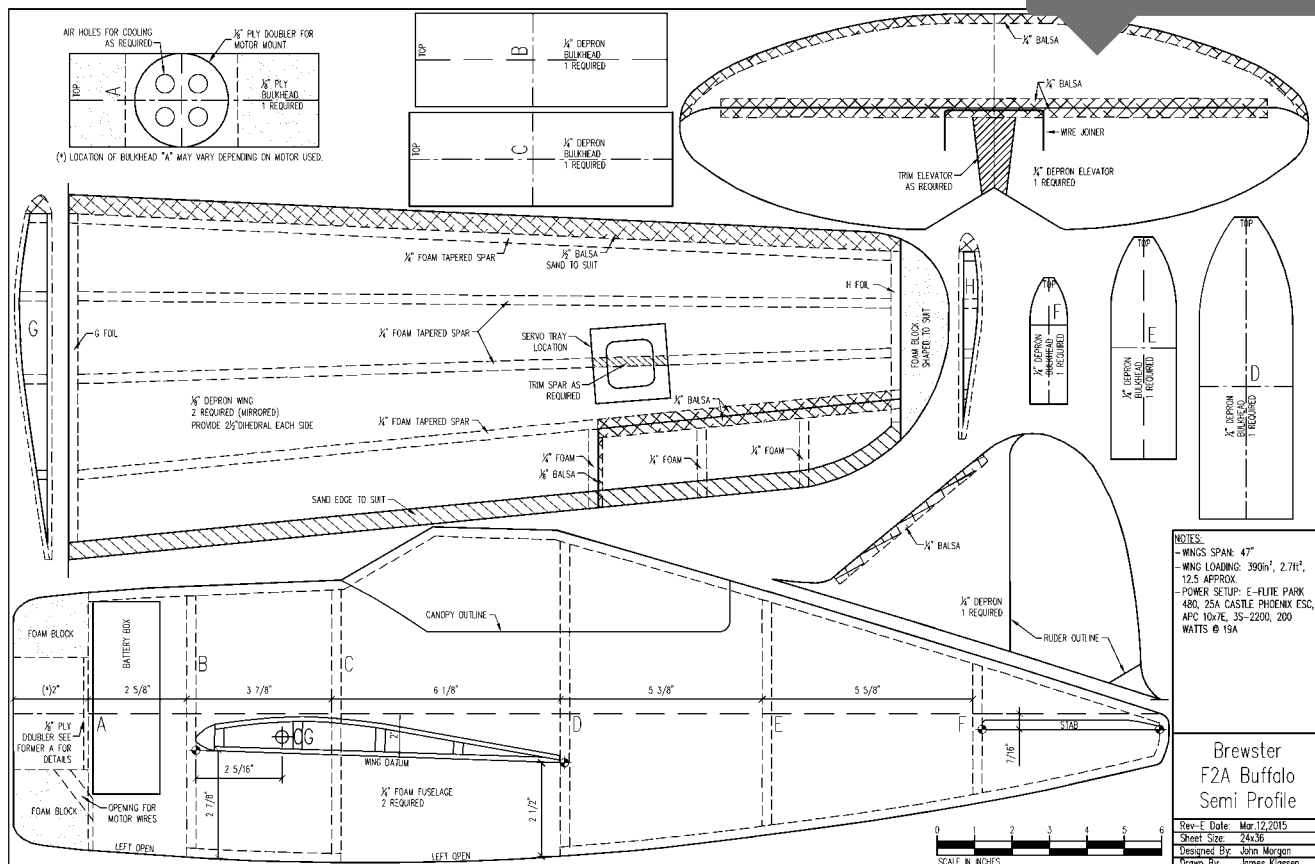 AIR HOLES FOR COOLING
AS REQUIRED
⅛" PLY DOUBLER FOR
MOTOR MOUNT
TOP
A
⅛" PLY
BULKHEAD
1 REQUIRED
(*) LOCATION OF BULKHEAD "A" MAY VARY DEPENDING ON MOTOR USED.
TOP
B
¼" DEPRON
BULKHEAD
1 REQUIRED
TOP
C
¼" DEPRON
BULKHEAD
1 REQUIRED
¼" BALSA
¼" BALSA
WIRE JOINER
TRIM ELEVATOR
AS REQUIRED
¼" DEPRON ELEVATOR
1 REQUIRED
G
G FOIL
¼" FOAM TAPERED SPAR
½" BALSA
SAND TO SUIT
H FOIL
¼" FOAM TAPERED SPAR
SERVO TRAY
LOCATION
TRIM SPAR AS
REQUIRED
FOAM BLOCK
SHAPED TO SUIT
H
⅛" DEPRON WING
2 REQUIRED (MIRRORED)
PROVIDE 2½"DIHEDRAL EACH SIDE
¼" FOAM TAPERED SPAR
¼" BALSA
¼" FOAM
⅛" BALSA
¼" FOAM
¼" FOAM
SAND EDGE TO SUIT
TOP
F
¼" DEPRON
BULKHEAD
1 REQUIRED
TOP
E
¼" DEPRON
BULKHEAD
1 REQUIRED
TOP
D
¼" DEPRON
BULKHEAD
1 REQUIRED
¼" BALSA
¼" DEPRON
1 REQUIRED
RUDER OUTLINE
CANOPY OUTLINE
FOAM BLOCK
BATTERY BOX
B
C
(*)2"
2 5/8"
3 7/8"
6 1/8"
5 3/8"
5 5/8"
A
D
E
F
⅛" PLY
DOUBLER SEE
FORMER A FOR
DETAILS
CG
2"
STAB
7/16"
WING DATUM
2 5/16"
2 7/8"
2 1/2"
¼" FOAM FUSELAGE
2 REQUIRED
FOAM BLOCK
OPENING FOR
MOTOR WIRES
LEFT OPEN
LEFT OPEN
0 1 2 3 4 5 6
SCALE IN INCHES
NOTES:
- WINGS SPAN: 47"
- WING LOADING: 390in², 2.7ft²,
12.5 APPROX.
- POWER SETUP: E-FLITE PARK
480, 25A CASTLE PHOENIX ESC,
APC 10x7E, 3S-2200, 200
WATTS @ 19A
Brewster
F2A Buffalo
Semi Profile
Rev-E Date: Mar.12,2015
Sheet Size: 24x36
Designed By: John Morgan
Drawn By: James Klassen